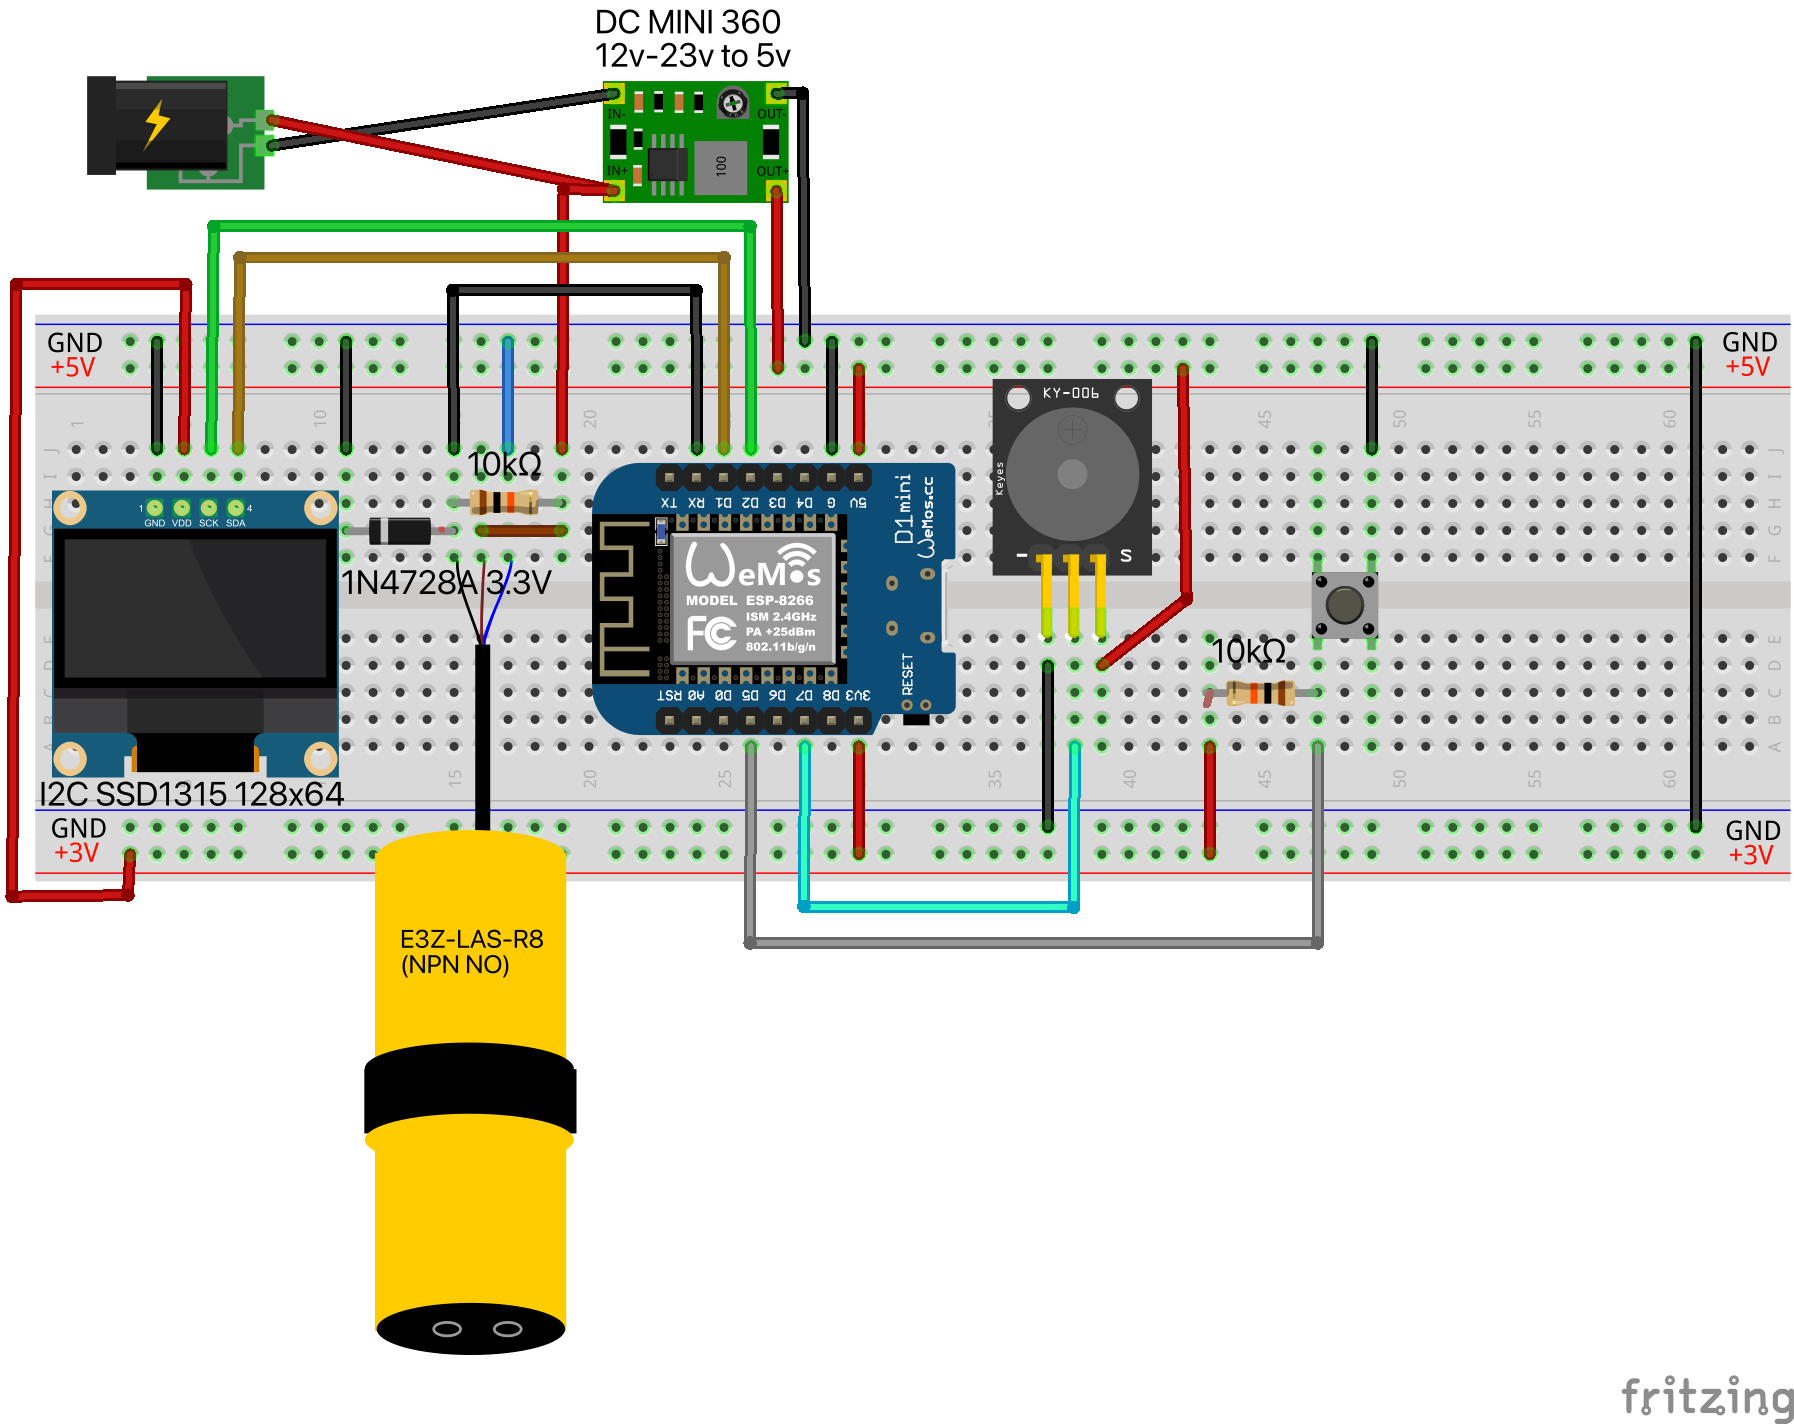 DC MINI 360
12v-23v to 5v
IN-
OUT-
IN+
OUT+
100
GND
+5V
GND
+5V
1
10
20
35
45
50
55
60
J
J
I
I
H
G
F
E
E
D
D
C
C
B
B
A
A
KY-006
Keyes
-
S
10kΩ
1
4
GND
VDD
SCK
SDA
1N4728A 3.3V
TX
RX
D1
D2
D3
D4
G
5V
D1 mini
WeMos.cc
WeMos
MODEL ESP-8266
ISM 2.4GHz
PA +25dBm
802.11b/g/n
FC
RST
A0
D0
D5
D6
D7
D8
3V3
RESET
10kΩ
15
20
25
35
40
45
50
55
60
I2C SSD1315 128x64
GND
+3V
GND
+3V
E3Z-LAS-R8
(NPN NO)
fritzing